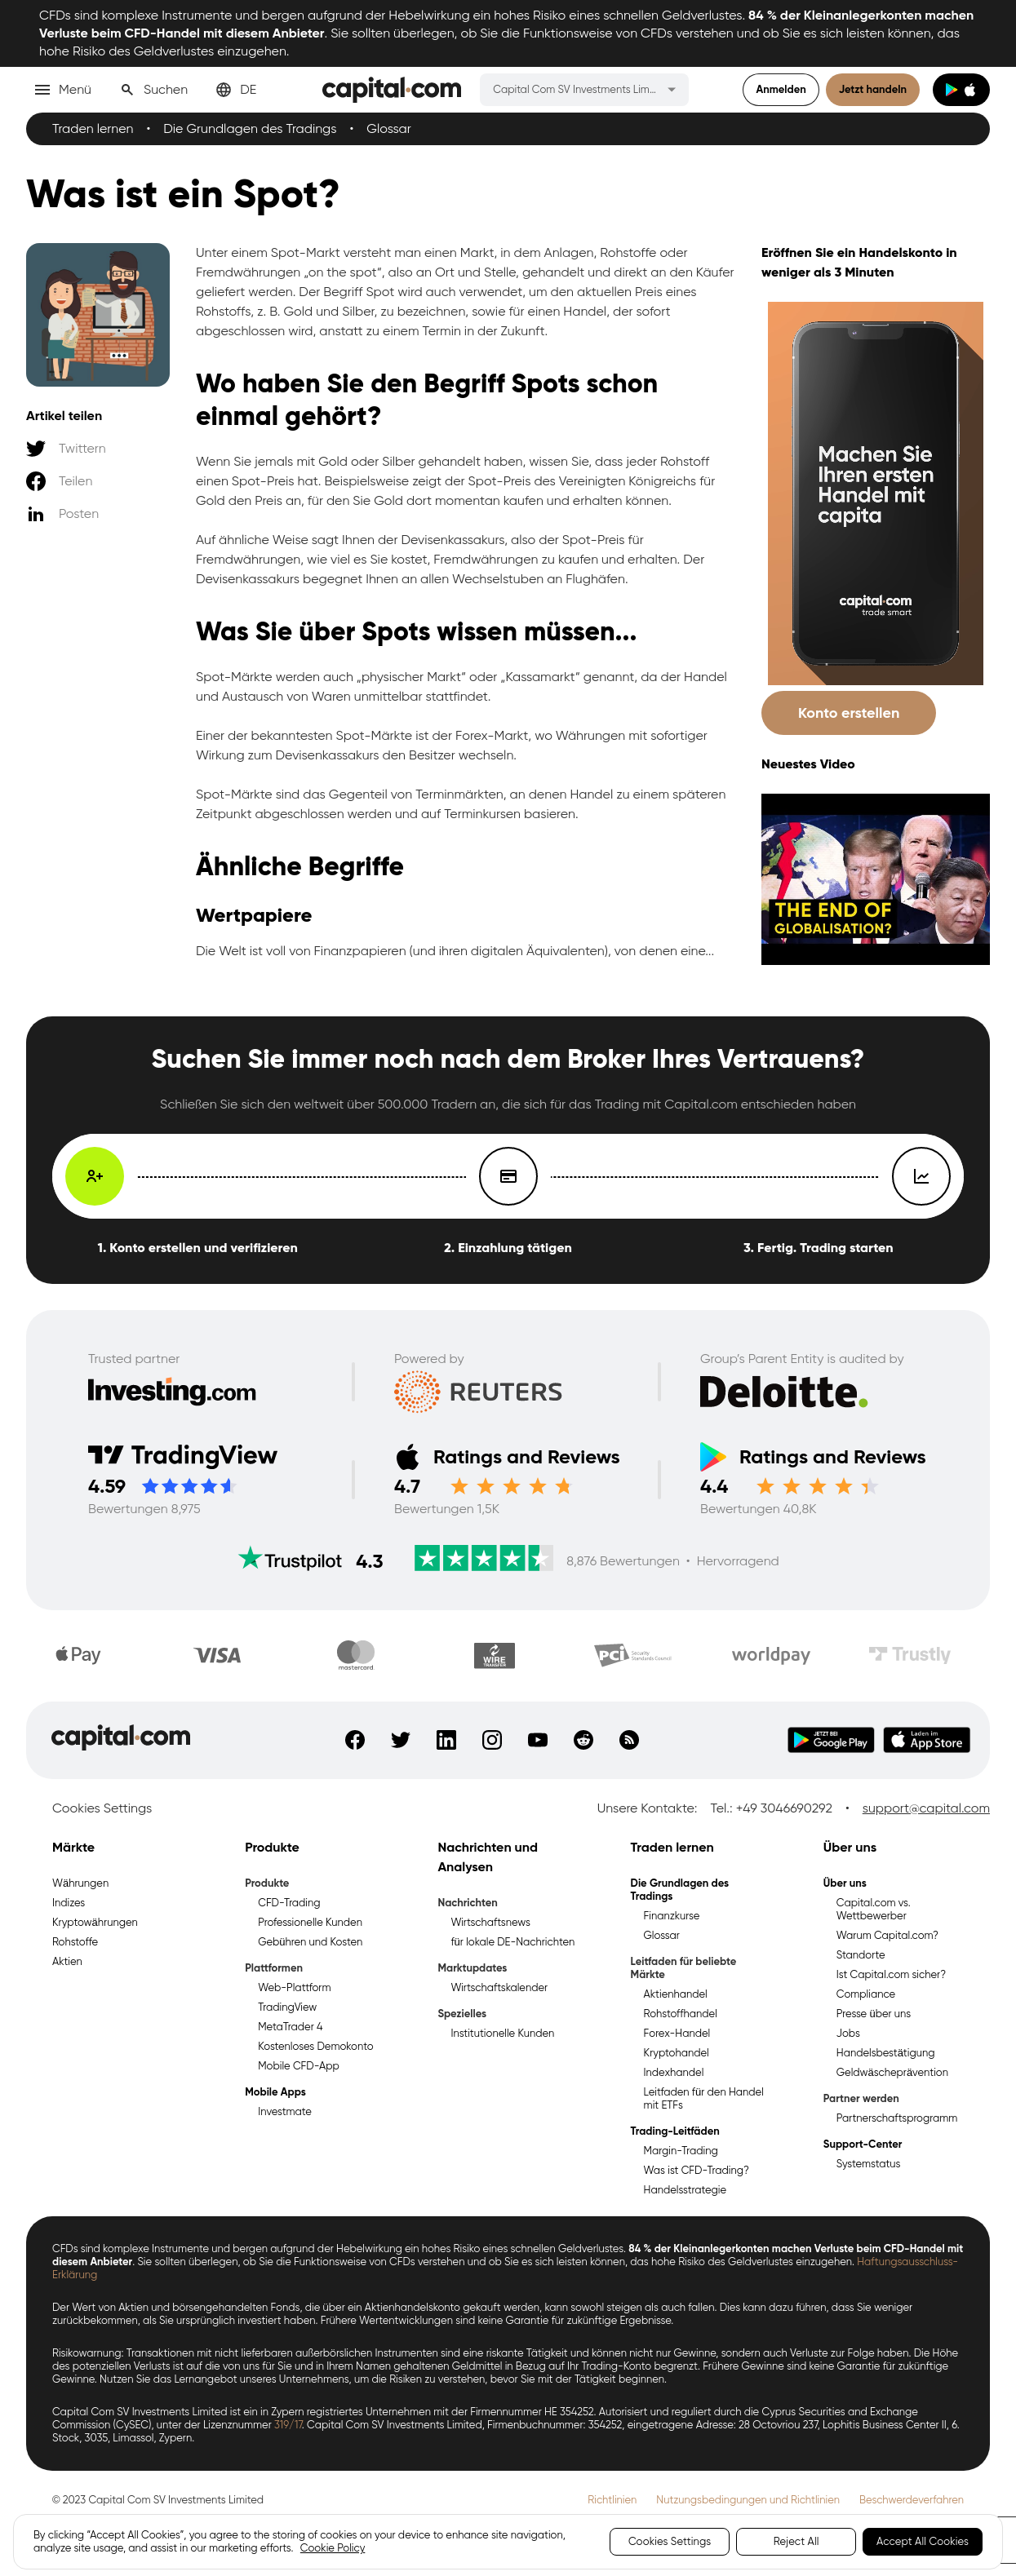 CFDs sind komplexe Instrumente und bergen aufgrund der Hebelwirkung ein hohes Risiko eines schnellen Geldverlustes. 84 % der Kleinanlegerkonten machen
Verluste beim CFD-Handel mit diesem Anbieter. Sie sollten überlegen, ob Sie die Funktionsweise von CFDs verstehen und ob Sie es sich leisten können, das
hohe Risiko des Geldverlustes einzugehen.
Menü
Suchen
DE
capital.com
Capital Com SV Investments Lim...
Anmelden
Jetzt handeln
Traden lernen • Die Grundlagen des Tradings • Glossar
Was ist ein Spot?
Artikel teilen
Twittern
Teilen
Posten
Unter einem Spot-Markt versteht man einen Markt, in dem Anlagen, Rohstoffe oder
Fremdwährungen „on the spot“, also an Ort und Stelle, gehandelt und direkt an den Käufer
geliefert werden. Der Begriff Spot wird auch verwendet, um den aktuellen Preis eines
Rohstoffs, z. B. Gold und Silber, zu bezeichnen, sowie für einen Handel, der sofort
abgeschlossen wird, anstatt zu einem Termin in der Zukunft.
Wo haben Sie den Begriff Spots schon
einmal gehört?
Wenn Sie jemals mit Gold oder Silber gehandelt haben, wissen Sie, dass jeder Rohstoff
einen Spot-Preis hat. Beispielsweise zeigt der Spot-Preis des Vereinigten Königreichs für
Gold den Preis an, für den Sie Gold dort momentan kaufen und erhalten können.
Auf ähnliche Weise sagt Ihnen der Devisenkassakurs, also der Spot-Preis für
Fremdwährungen, wie viel es Sie kostet, Fremdwährungen zu kaufen und erhalten. Der
Devisenkassakurs begegnet Ihnen an allen Wechselstuben an Flughäfen.
Was Sie über Spots wissen müssen...
Spot-Märkte werden auch „physischer Markt“ oder „Kassamarkt“ genannt, da der Handel
und Austausch von Waren unmittelbar stattfindet.
Einer der bekanntesten Spot-Märkte ist der Forex-Markt, wo Währungen mit sofortiger
Wirkung zum Devisenkassakurs den Besitzer wechseln.
Spot-Märkte sind das Gegenteil von Terminmärkten, an denen Handel zu einem späteren
Zeitpunkt abgeschlossen werden und auf Terminkursen basieren.
Ähnliche Begriffe
Wertpapiere
Die Welt ist voll von Finanzpapieren (und ihren digitalen Äquivalenten), von denen eine...
Eröffnen Sie ein Handelskonto in
weniger als 3 Minuten
Machen Sie
Ihren ersten
Handel mit
capita
capital.com
trade smart
Konto erstellen
Neuestes Video
THE END OF
GLOBALISATION?
Suchen Sie immer noch nach dem Broker Ihres Vertrauens?
Schließen Sie sich den weltweit über 500.000 Tradern an, die sich für das Trading mit Capital.com entschieden haben
1. Konto erstellen und verifizieren
2. Einzahlung tätigen
3. Fertig. Trading starten
Trusted partner
Investing.com
Powered by
REUTERS
Group's Parent Entity is audited by
Deloitte.
TradingView
4.59
Bewertungen 8,975
Ratings and Reviews
4.7
Bewertungen 1,5K
Ratings and Reviews
4.4
Bewertungen 40,8K
Trustpilot 4.3
8,876 Bewertungen • Hervorragend
Pay
VISA
mastercard
WIRE
TRANSFER
PCI Security
Standards Council
worldpay
Trustly
capital.com
JETZT BEI
Google Play
Laden im
App Store
Cookies Settings
Unsere Kontakte: Tel.: +49 3046690292 • support@capital.com
Märkte
Währungen
Indizes
Kryptowährungen
Rohstoffe
Aktien
Produkte
Produkte
CFD-Trading
Professionelle Kunden
Gebühren und Kosten
Plattformen
Web-Plattform
TradingView
MetaTrader 4
Kostenloses Demokonto
Mobile CFD-App
Mobile Apps
Investmate
Nachrichten und
Analysen
Nachrichten
Wirtschaftsnews
für lokale DE-Nachrichten
Marktupdates
Wirtschaftskalender
Spezielles
Institutionelle Kunden
Traden lernen
Die Grundlagen des
Tradings
Finanzkurse
Glossar
Leitfaden für beliebte
Märkte
Aktienhandel
Rohstoffhandel
Forex-Handel
Kryptohandel
Indexhandel
Leitfaden für den Handel
mit ETFs
Trading-Leitfäden
Margin-Trading
Was ist CFD-Trading?
Handelsstrategie
Über uns
Über uns
Capital.com vs.
Wettbewerber
Warum Capital.com?
Standorte
Ist Capital.com sicher?
Compliance
Presse über uns
Jobs
Handelsbestätigung
Geldwäscheprävention
Partner werden
Partnerschaftsprogramm
Support-Center
Systemstatus
CFDs sind komplexe Instrumente und bergen aufgrund der Hebelwirkung ein hohes Risiko eines schnellen Geldverlustes. 84 % der Kleinanlegerkonten machen Verluste beim CFD-Handel mit
diesem Anbieter. Sie sollten überlegen, ob Sie die Funktionsweise von CFDs verstehen und ob Sie es sich leisten können, das hohe Risiko des Geldverlustes einzugehen. Haftungsausschluss-
Erklärung
Der Wert von Aktien und börsengehandelten Fonds, die über ein Aktienhandelskonto gekauft werden, kann sowohl steigen als auch fallen. Dies kann dazu führen, dass Sie weniger
zurückbekommen, als Sie ursprünglich investiert haben. Frühere Wertentwicklungen sind keine Garantie für zukünftige Ergebnisse.
Risikowarnung: Transaktionen mit nicht lieferbaren außerbörslichen Instrumenten sind eine riskante Tätigkeit und können nicht nur Gewinne, sondern auch Verluste zur Folge haben. Die Höhe
des potenziellen Verlusts ist auf die von uns für Sie und in Ihrem Namen gehaltenen Geldmittel in Bezug auf Ihr Trading-Konto begrenzt. Frühere Gewinne sind keine Garantie für zukünftige
Gewinne. Nutzen Sie das Lernangebot unseres Unternehmens, um die Risiken zu verstehen, bevor Sie mit der Tätigkeit beginnen.
Capital Com SV Investments Limited ist ein in Zypern registriertes Unternehmen mit der Firmennummer HE 354252. Autorisiert und reguliert durch die Cyprus Securities and Exchange
Commission (CySEC), unter der Lizenznummer 319/17. Capital Com SV Investments Limited, Firmenbuchnummer: 354252, eingetragene Adresse: 28 Octovriou 237, Lophitis Business Center II, 6.
Stock, 3035, Limassol, Zypern.
© 2023 Capital Com SV Investments Limited
Richtlinien
Nutzungsbedingungen und Richtlinien
Beschwerdeverfahren
By clicking “Accept All Cookies”, you agree to the storing of cookies on your device to enhance site navigation,
analyze site usage, and assist in our marketing efforts. Cookie Policy
Cookies Settings
Reject All
Accept All Cookies